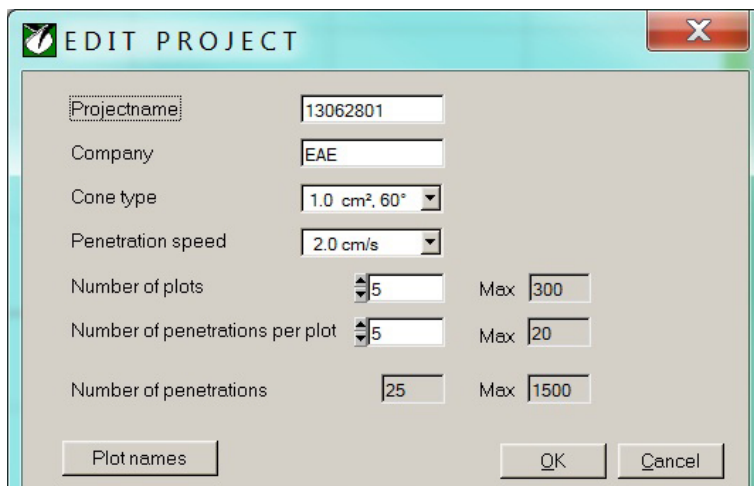 EDIT PROJECT
X
Projectname 13062801
Company EAE
Cone type 1.0 cm², 60°
Penetration speed 2.0 cm/s
Number of plots 5 Max 300
Number of penetrations per plot 5 Max 20
Number of penetrations 25 Max 1500
Plot names OK Cancel